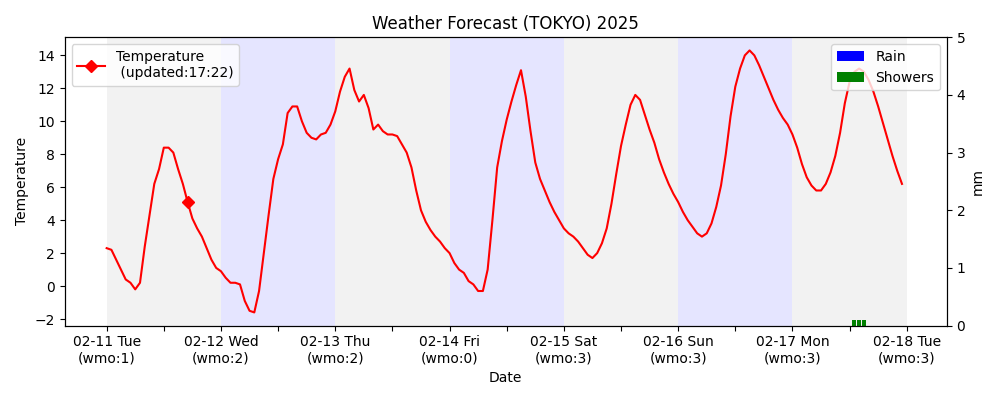 Weather Forecast (TOKYO) 2025
Temperature
(updated:17:22)
Rain
Showers
14
12
10
8
6
4
2
0
−2
Temperature
5
4
3
2
1
0
mm
02-11 Tue
(wmo:1)
02-12 Wed
(wmo:2)
02-13 Thu
(wmo:2)
02-14 Fri
(wmo:0)
02-15 Sat
(wmo:3)
02-16 Sun
(wmo:3)
02-17 Mon
(wmo:3)
02-18 Tue
(wmo:3)
Date